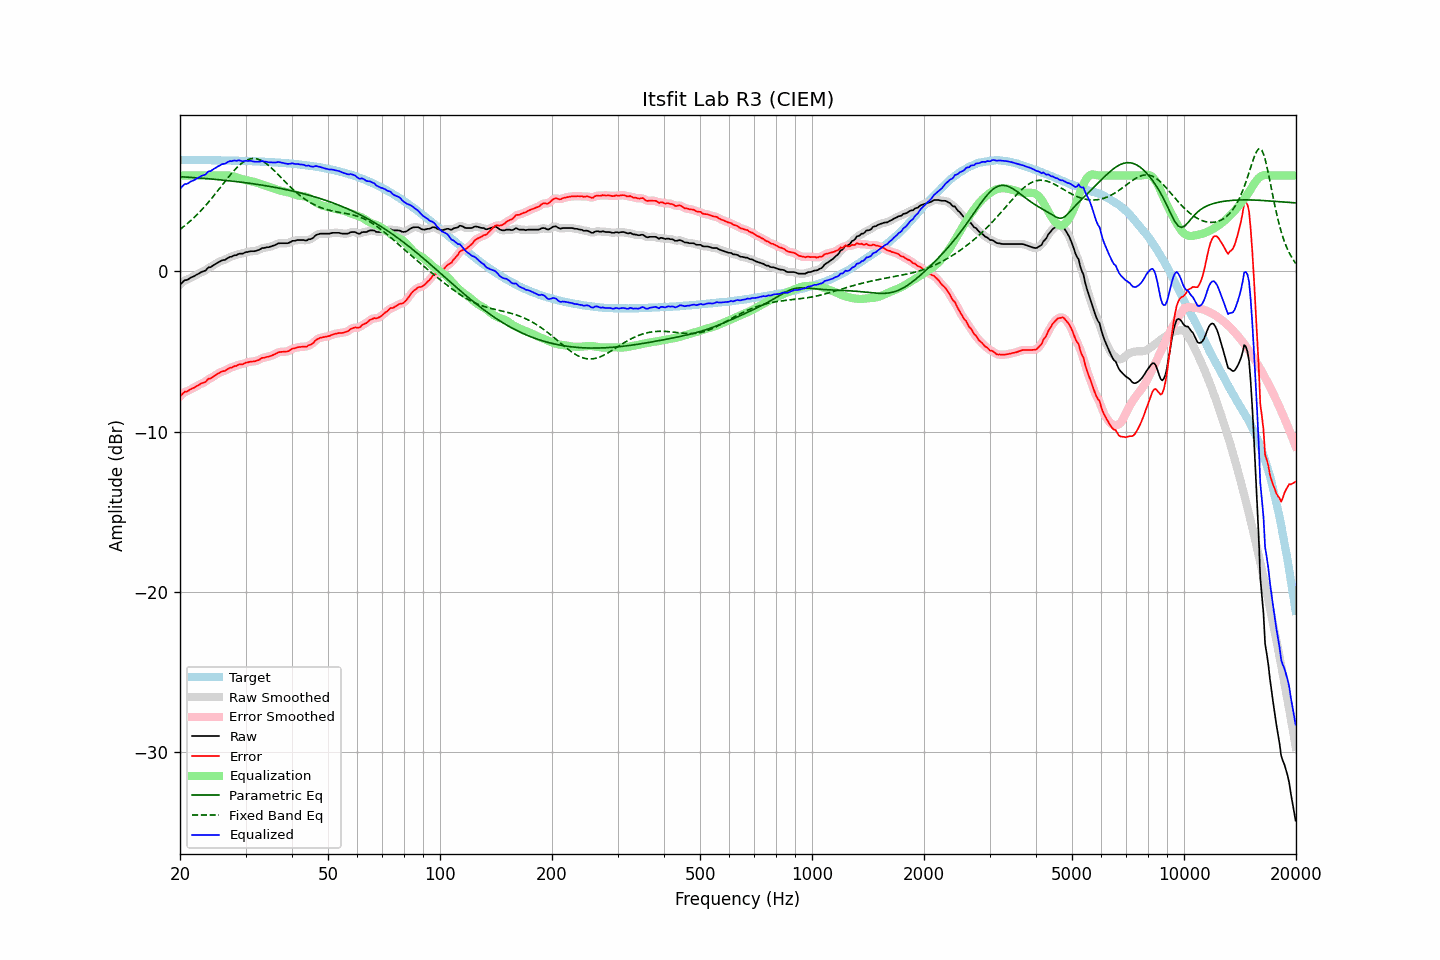 Itsfit Lab R3 (CIEM)
Amplitude (dBr)
0
−10
−20
−30
Target
Raw Smoothed
Error Smoothed
Raw
Error
Equalization
Parametric Eq
Fixed Band Eq
Equalized
20 50 100 200 500 1000 2000 5000 10000 20000
Frequency (Hz)